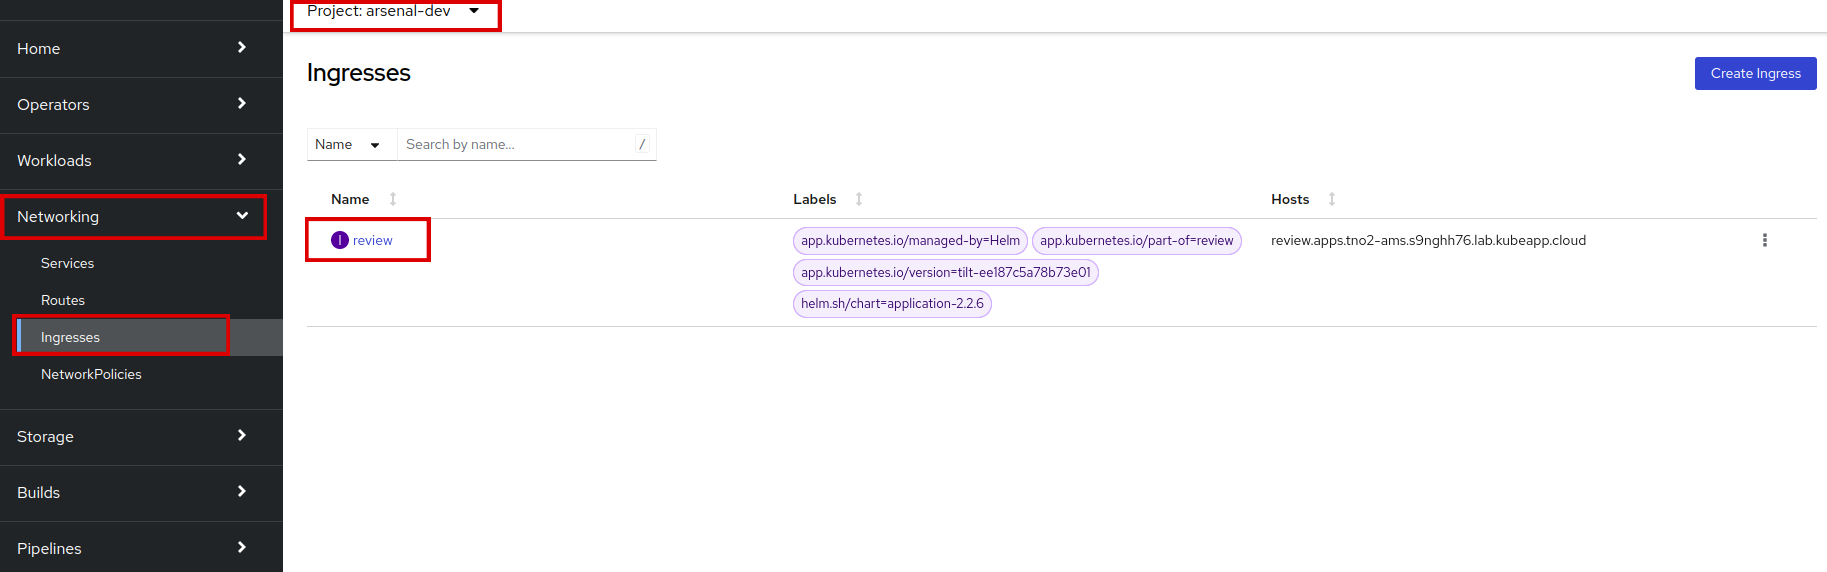 Project: arsenal-dev
Home
Operators
Workloads
Networking
Services
Routes
Ingresses
NetworkPolicies
Storage
Builds
Pipelines
Ingresses
Create Ingress
Name
Search by name...
/
Name Labels Hosts
I review app.kubernetes.io/managed-by=Helm app.kubernetes.io/part-of=review review.apps.tno2-ams.s9nghh76.lab.kubeapp.cloud
app.kubernetes.io/version=tilt-ee187c5a78b73e01
helm.sh/chart=application-2.2.6